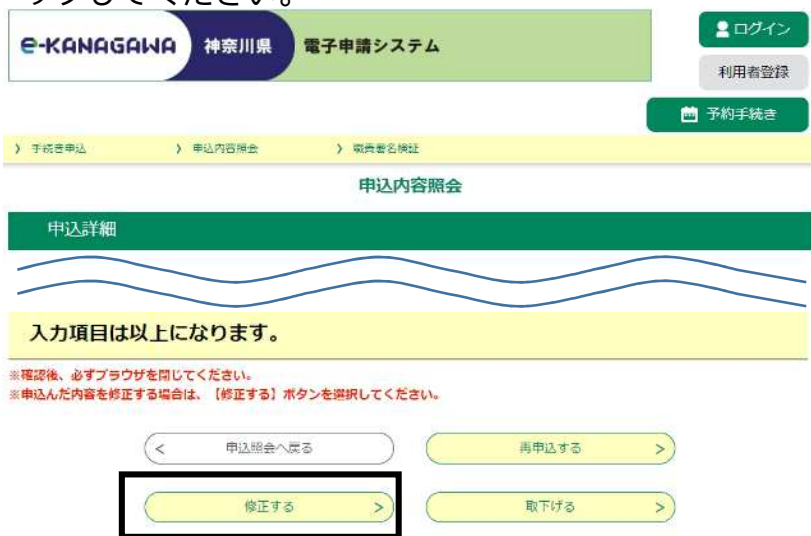 ックしてください。
e-KANAGAWA 神奈川県 電子申請システム
ログイン
利用者登録
予約手続き
> 手続き申込 > 申込内容照会 > 職責署名検証
申込内容照会
申込詳細
入力項目は以上になります。
※確認後、必ずブラウザを閉じてください。
※申込んだ内容を修正する場合は、【修正する】ボタンを選択してください。
< 申込照会へ戻る
再申込する >
修正する >
取下げる >